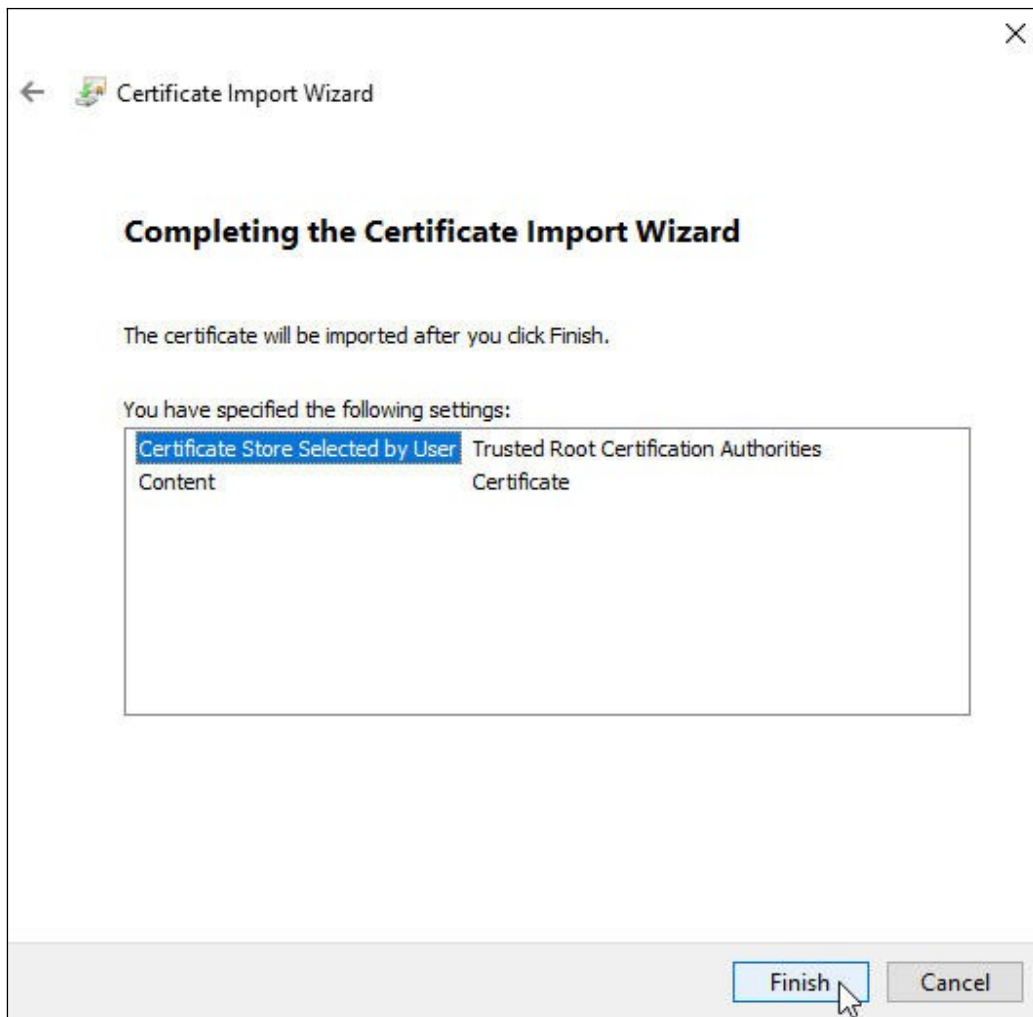 Certificate Import Wizard
Completing the Certificate Import Wizard
The certificate will be imported after you click Finish.
You have specified the following settings:
Certificate Store Selected by User Trusted Root Certification Authorities
Content Certificate
Finish Cancel